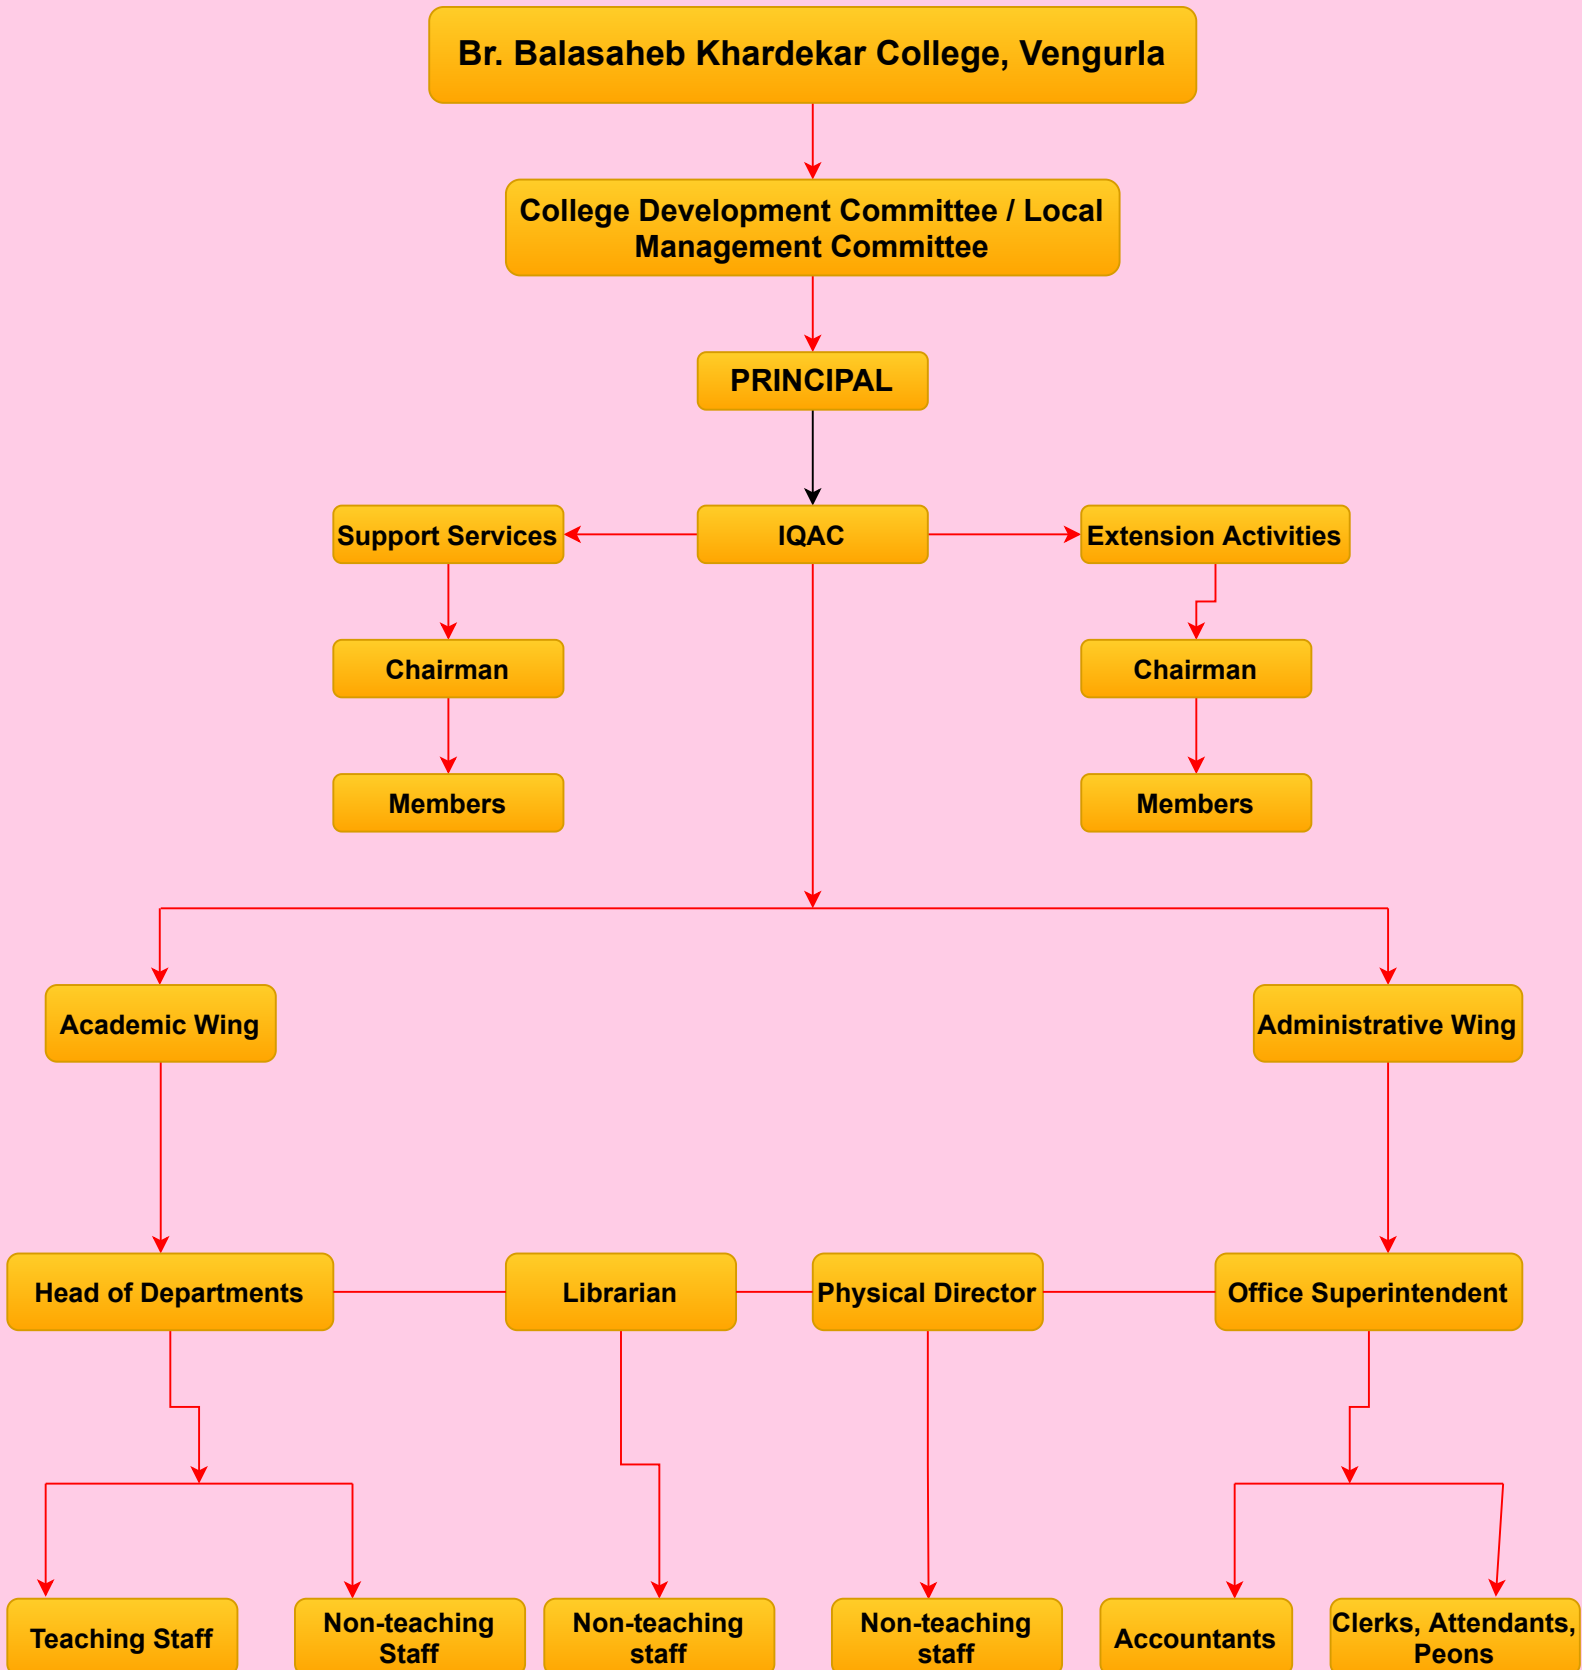 Br. Balasaheb Khardekar College, Vengurla
College Development Committee / Local
Management Committee
PRINCIPAL
Support Services
IQAC
Extension Activities
Chairman
Chairman
Members
Members
Academic Wing
Administrative Wing
Head of Departments
Librarian
Physical Director
Office Superintendent
Teaching Staff
Non-teaching
Staff
Non-teaching
staff
Non-teaching
staff
Accountants
Clerks, Attendants,
Peons